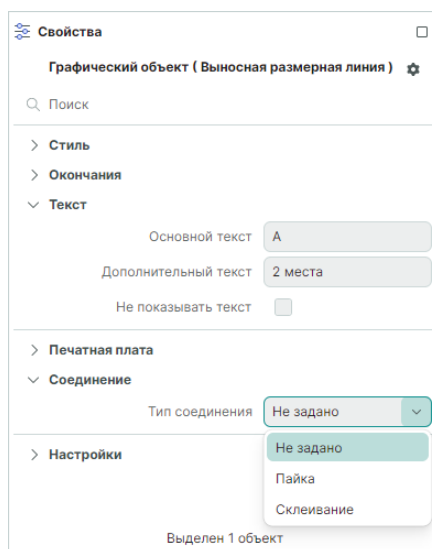 Свойства
Графический объект ( Выносная размерная линия )
Поиск
Стиль
Окончания
Текст
Основной текст А
Дополнительный текст 2 места
Не показывать текст
Печатная плата
Соединение
Тип соединения Не задано
Настройки
Не задано
Пайка
Склеивание
Выделен 1 объект